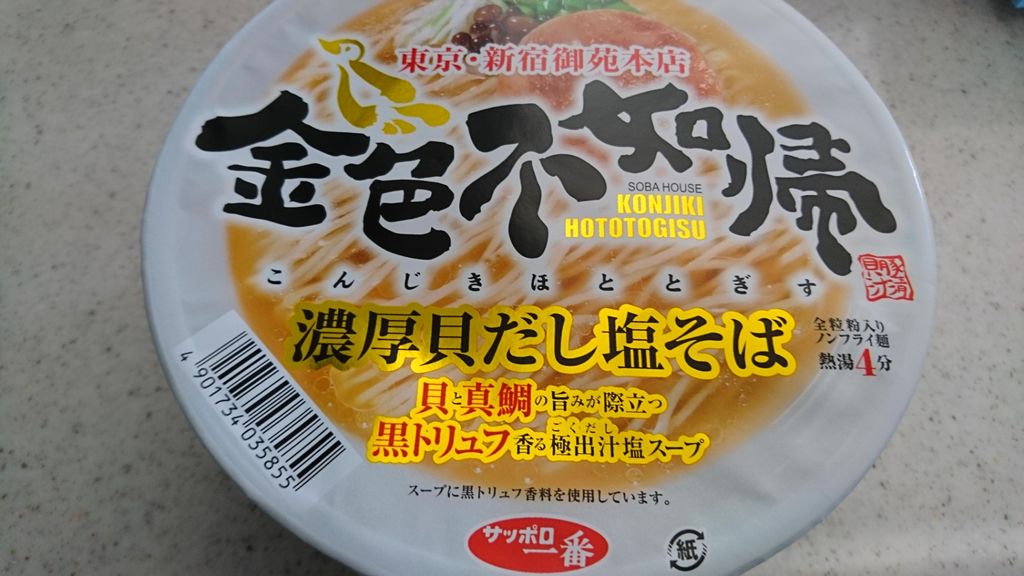 東京・新宿御苑本店
金色不如帰
SOBA HOUSE
KONJIKI
HOTOTOGISU
こんじきほととぎす
濃厚貝だし塩そば
全粒粉入り
ノンフライ麺
熱湯4分
貝と真鯛の旨みが際立つ
ごくだし
黒トリュフ香る極出汁塩スープ
スープに黒トリュフ香料を使用しています。
4901734035855
サッポロ
一番
紙